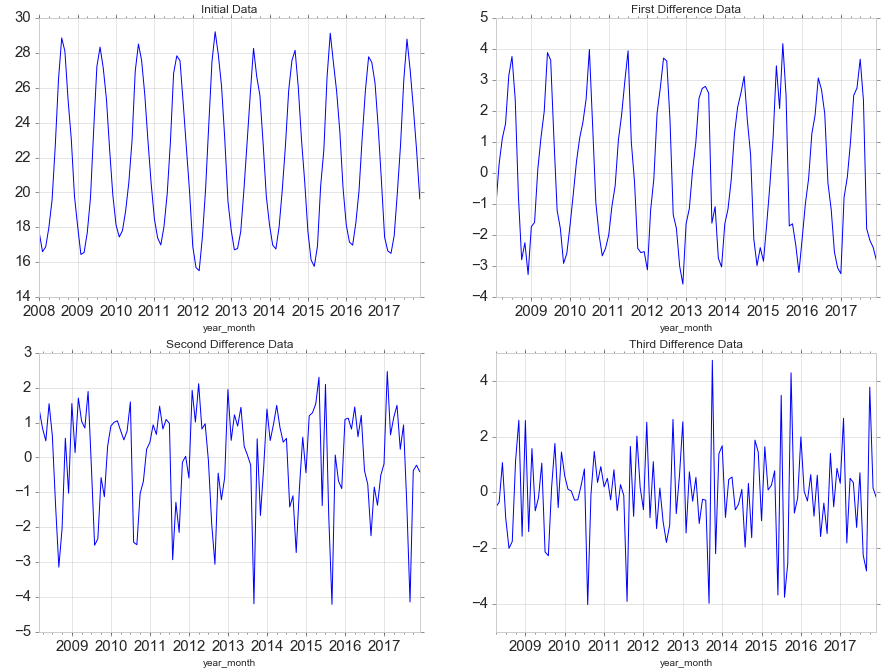 Initial Data
30
28
26
24
22
20
18
16
14
2008 2009 2010 2011 2012 2013 2014 2015 2016 2017
year_month
First Difference Data
5
4
3
2
1
0
−1
−2
−3
−4
2009 2010 2011 2012 2013 2014 2015 2016 2017
year_month
Second Difference Data
3
2
1
0
−1
−2
−3
−4
−5
2009 2010 2011 2012 2013 2014 2015 2016 2017
year_month
Third Difference Data
4
2
0
−2
−4
2009 2010 2011 2012 2013 2014 2015 2016 2017
year_month